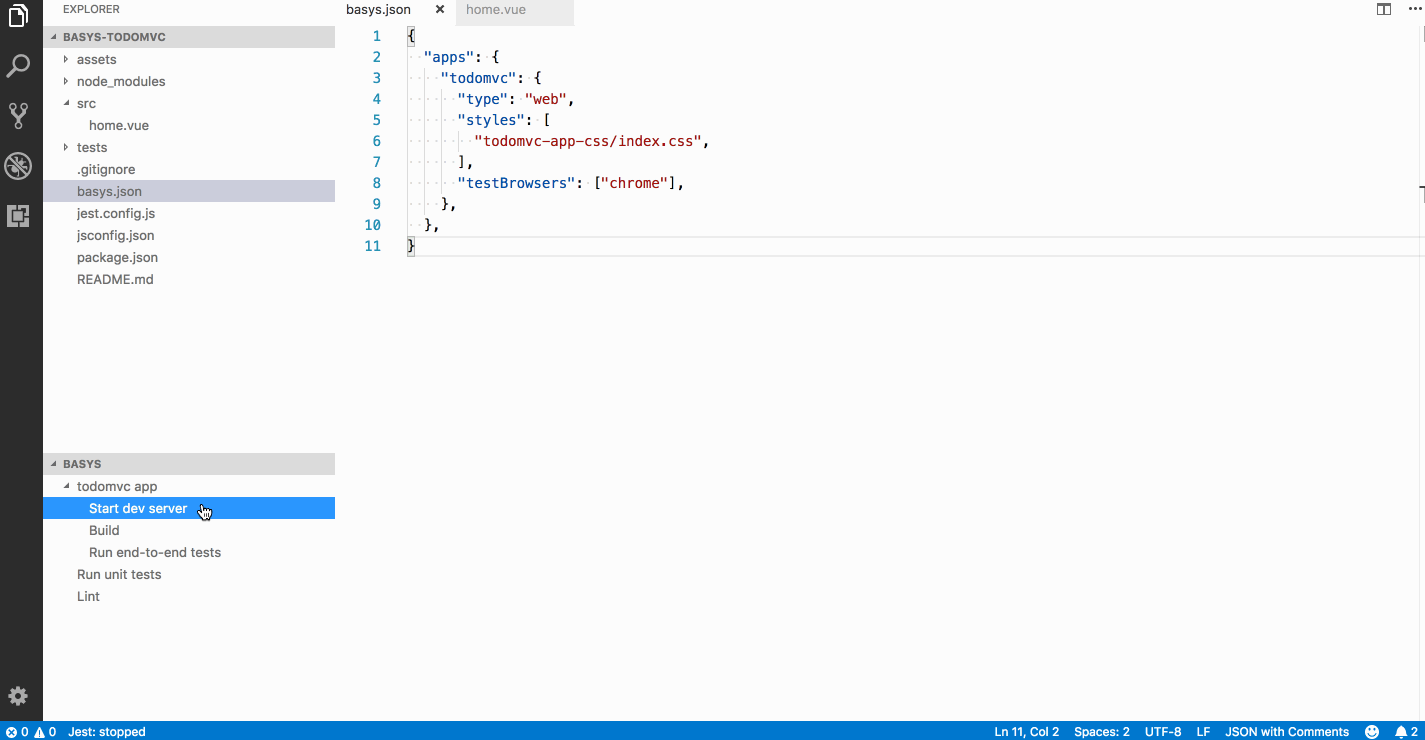 EXPLORER
BASYS-TODOMVC
assets
node_modules
src
home.vue
tests
.gitignore
basys.json
jest.config.js
jsconfig.json
package.json
README.md
BASYS
todomvc app
Start dev server
Build
Run end-to-end tests
Run unit tests
Lint
basys.json home.vue
1 {
2 "apps": {
3 "todomvc": {
4 "type": "web",
5 "styles": [
6 "todomvc-app-css/index.css",
7 ],
8 "testBrowsers": ["chrome"],
9 },
10 },
11 }
0 0 Jest: stopped Ln 11, Col 2 Spaces: 2 UTF-8 LF JSON with Comments 2